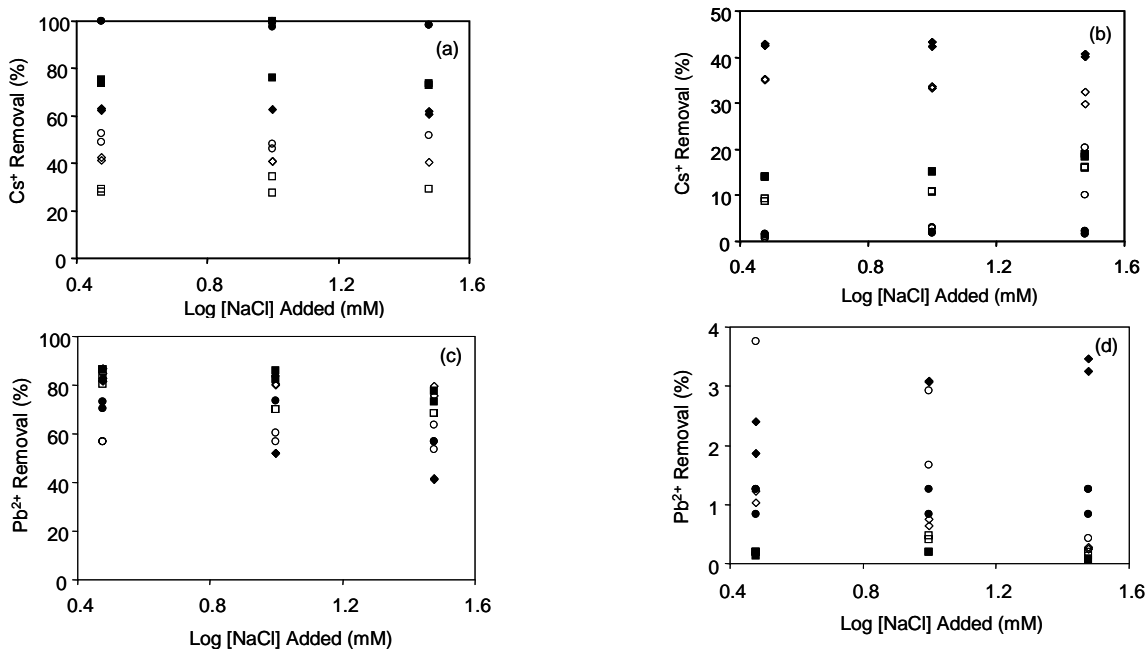 (a)
100
80
60
40
20
0
Cs⁺ Removal (%)
0.4 0.8 1.2 1.6
Log [NaCl] Added (mM)
(b)
50
40
30
20
10
0
Cs⁺ Removal (%)
0.4 0.8 1.2 1.6
Log [NaCl] Added (mM)
(c)
100
80
60
40
20
0
Pb²⁺ Removal (%)
0.4 0.8 1.2 1.6
Log [NaCl] Added (mM)
(d)
4
3
2
1
0
Pb²⁺ Removal (%)
0.4 0.8 1.2 1.6
Log [NaCl] Added (mM)